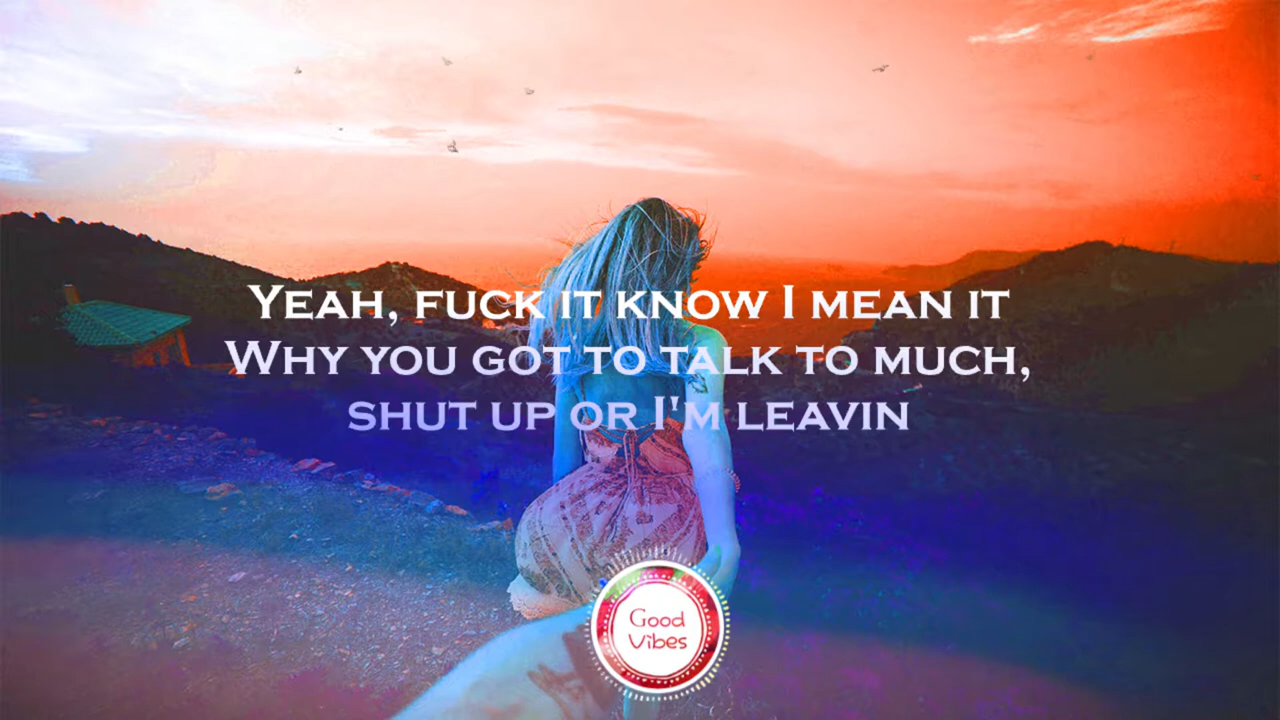 Yeah, fuck it know I mean it
Why you got to talk to much,
shut up or I'm leavin
Good
Vibes